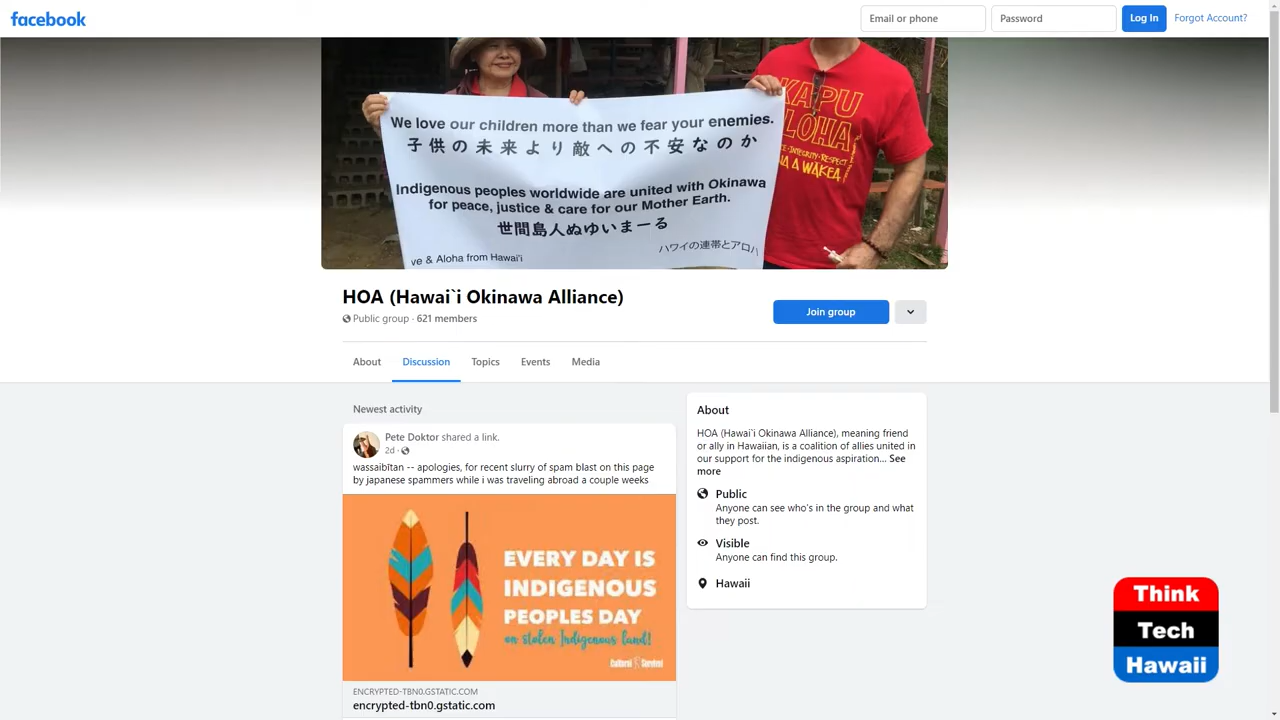 facebook
Email or phone
Password
Log In
Forgot Account?
KAPU
ALOHA
INTEGRITY•RESPECT
NA A WĀKEA
We love our children more than we fear your enemies.
子供の未来より敵への不安なのか
Indigenous peoples worldwide are united with Okinawa
for peace, justice & care for our Mother Earth.
世間島人ぬゆいまーる
ハワイの連帯とアロハ
ve & Aloha from Hawai'i
HOA (Hawai`i Okinawa Alliance)
Public group · 621 members
Join group
About
Discussion
Topics
Events
Media
Newest activity
Pete Doktor shared a link.
2d ·
wassaibītan -- apologies, for recent slurry of spam blast on this page
by japanese spammers while i was traveling abroad a couple weeks
EVERY DAY IS
INDIGENOUS
PEOPLES DAY
on stolen Indigenous land!
Cultural Survival
ENCRYPTED-TBN0.GSTATIC.COM
encrypted-tbn0.gstatic.com
About
HOA (Hawai`i Okinawa Alliance), meaning friend
or ally in Hawaiian, is a coalition of allies united in
our support for the indigenous aspiration... See
more
Public
Anyone can see who's in the group and what
they post.
Visible
Anyone can find this group.
Hawaii
Think
Tech
Hawaii